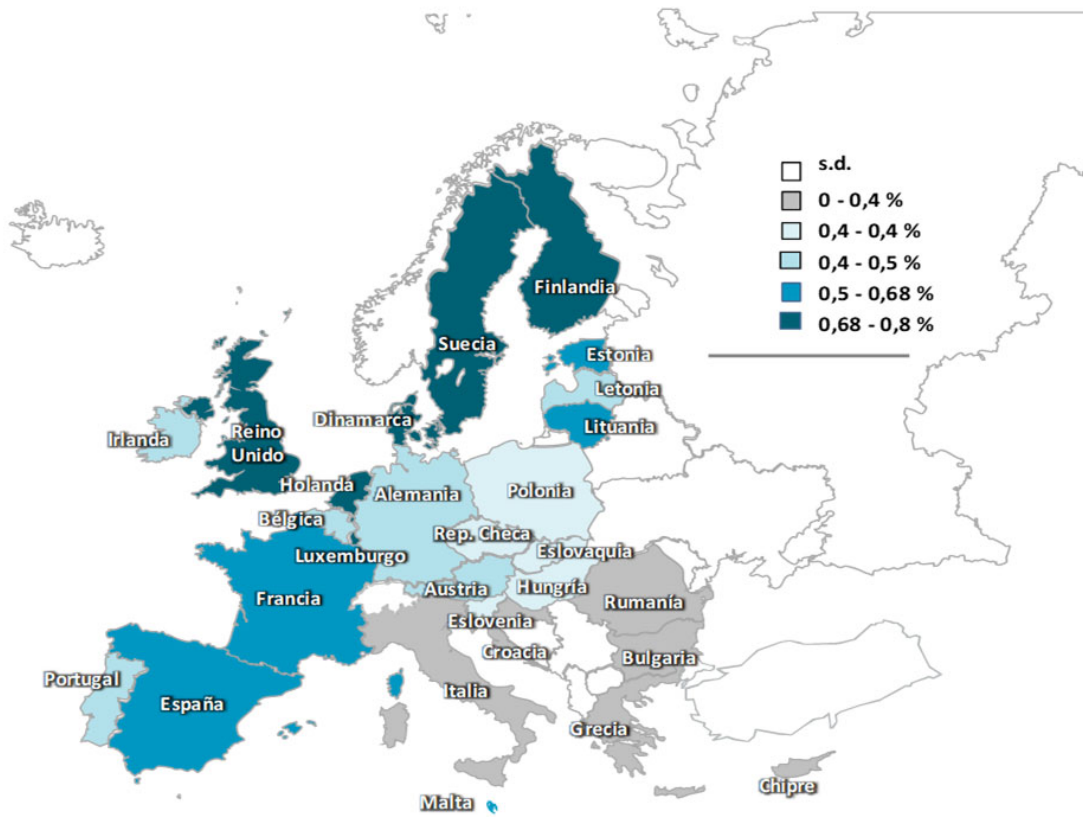 s.d.
0 - 0,4 %
0,4 - 0,4 %
0,4 - 0,5 %
0,5 - 0,68 %
0,68 - 0,8 %
Finlandia
Suecia
Estonia
Letonia
Lituania
Dinamarca
Irlanda
Reino
Unido
Holanda
Alemania
Polonia
Bélgica
Rep. Checa
Luxemburgo
Eslovaquia
Austria
Hungría
Francia
Rumanía
Eslovenia
Croacia
Bulgaria
Portugal
Italia
España
Grecia
Chipre
Malta